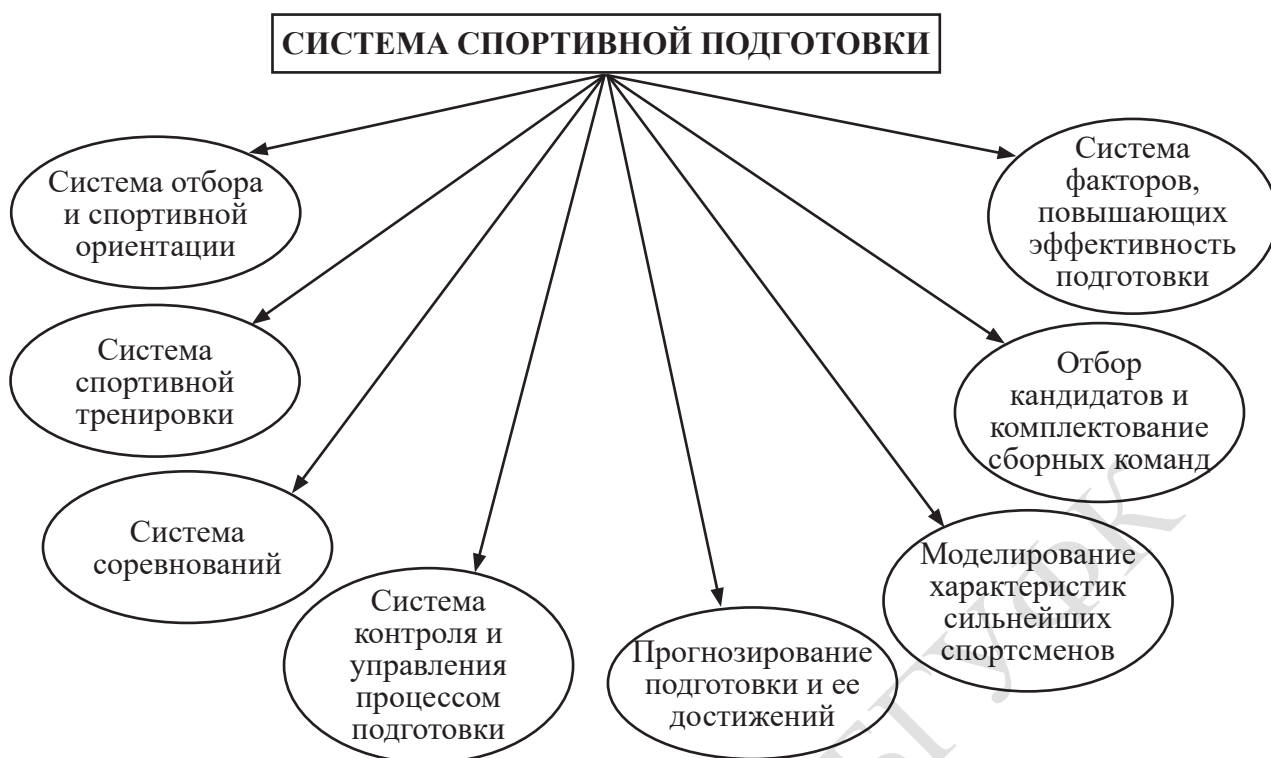 СИСТЕМА СПОРТИВНОЙ ПОДГОТОВКИ
Система отбора
и спортивной
ориентации
Система
спортивной
тренировки
Система
соревнований
Система
контроля и
управления
процессом
подготовки
Прогнозирование
подготовки и ее
достижений
Моделирование
характеристик
сильнейших
спортсменов
Отбор
кандидатов и
комплектование
сборных команд
Система
факторов,
повышающих
эффективность
подготовки